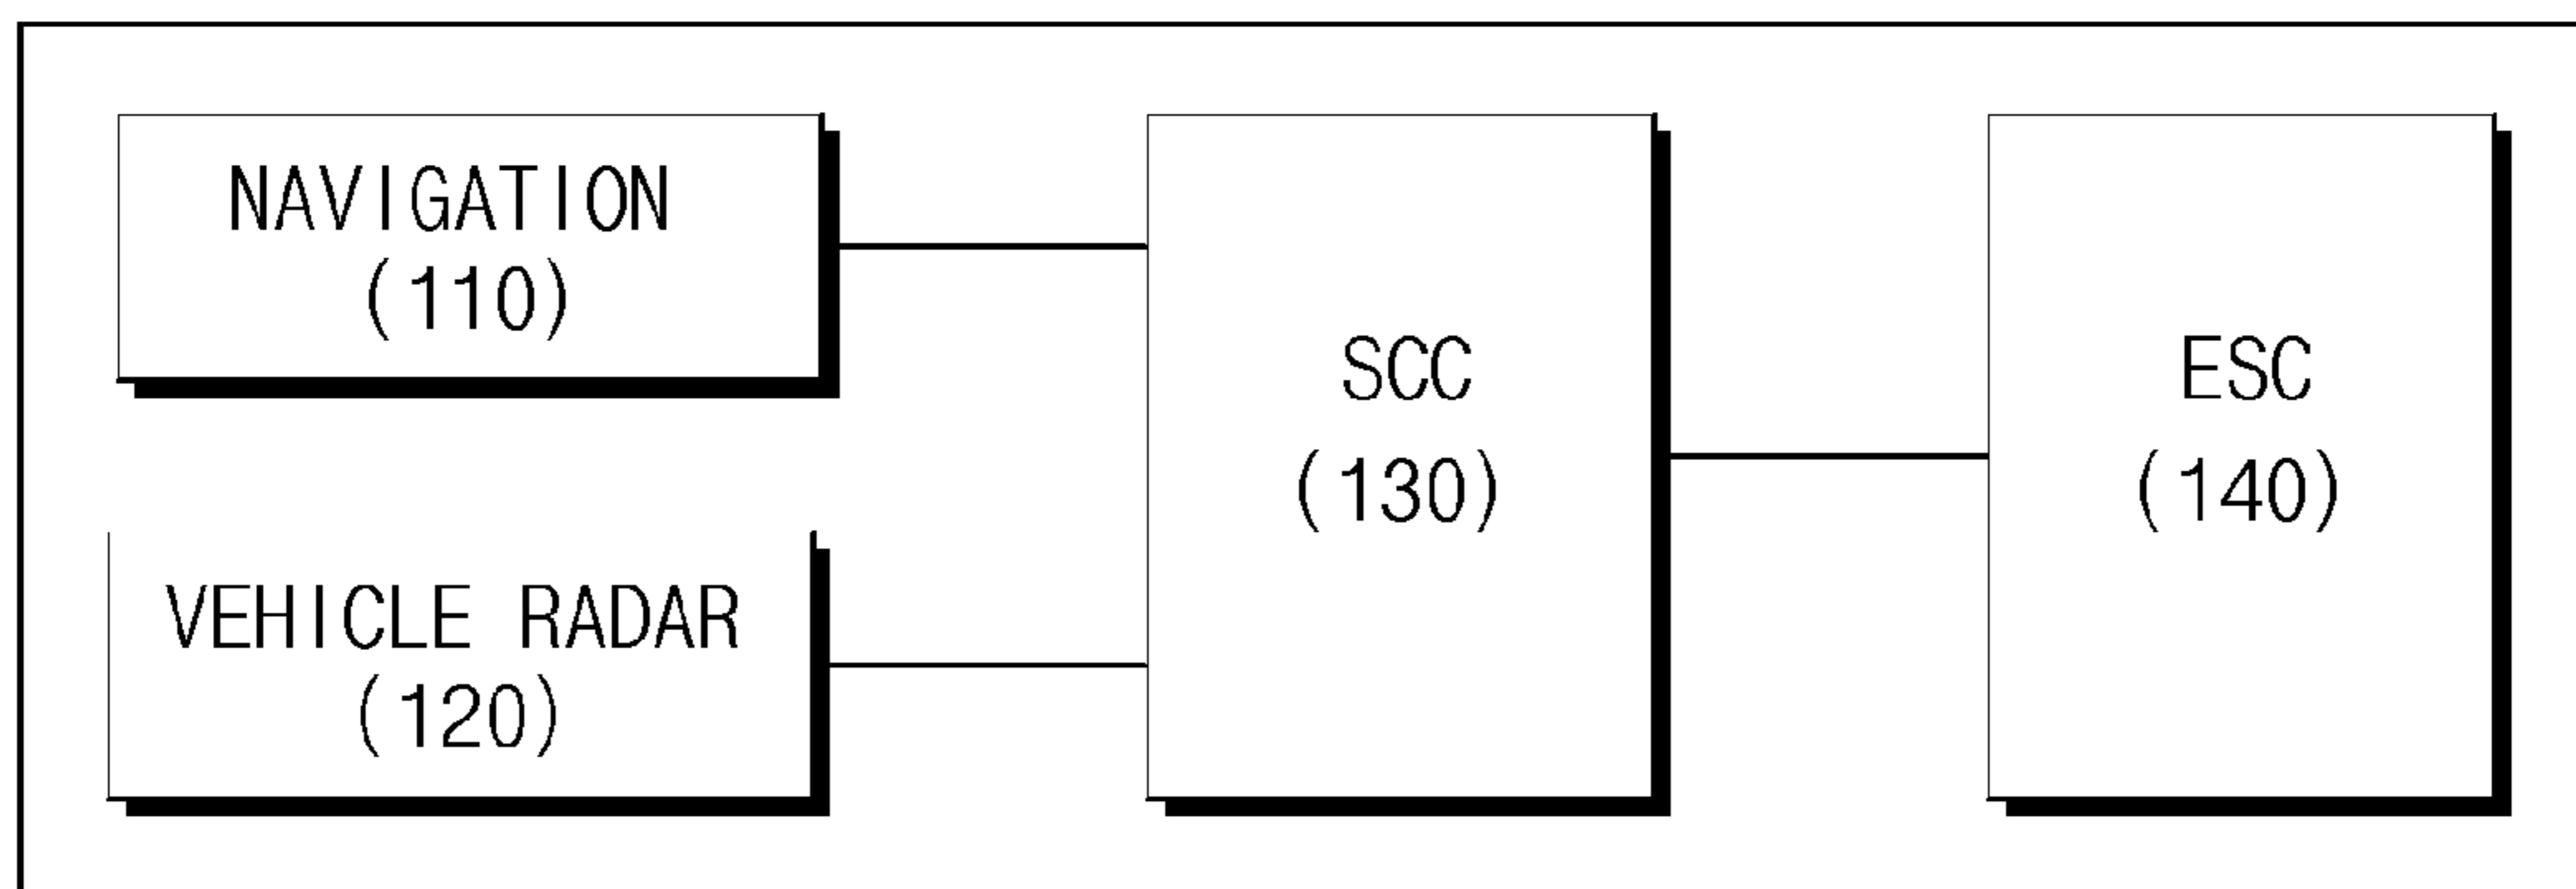 NAVIGATION
(110)
VEHICLE RADAR
(120)
SCC
(130)
ESC
(140)